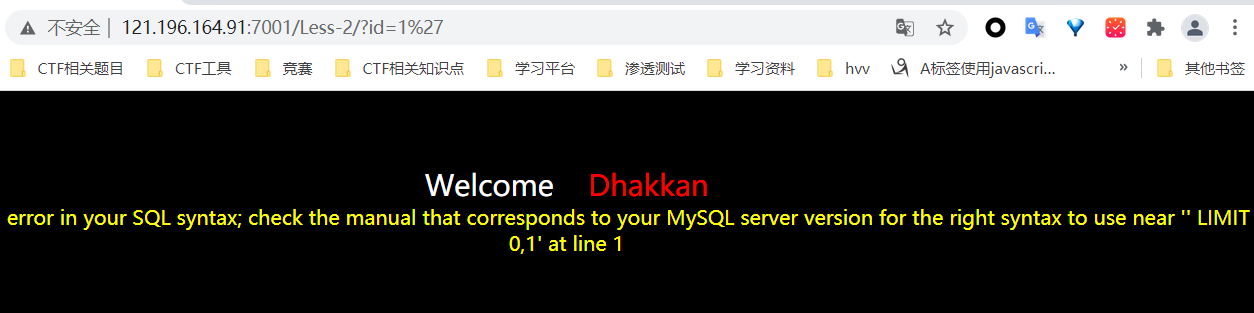 不安全 | 121.196.164.91:7001/Less-2/?id=1%27
CTF相关题目 CTF工具 竞赛 CTF相关知识点 学习平台 渗透测试 学习资料 hvv A标签使用javascri... » 其他书签
Welcome Dhakkan
error in your SQL syntax; check the manual that corresponds to your MySQL server version for the right syntax to use near '' LIMIT
0,1' at line 1